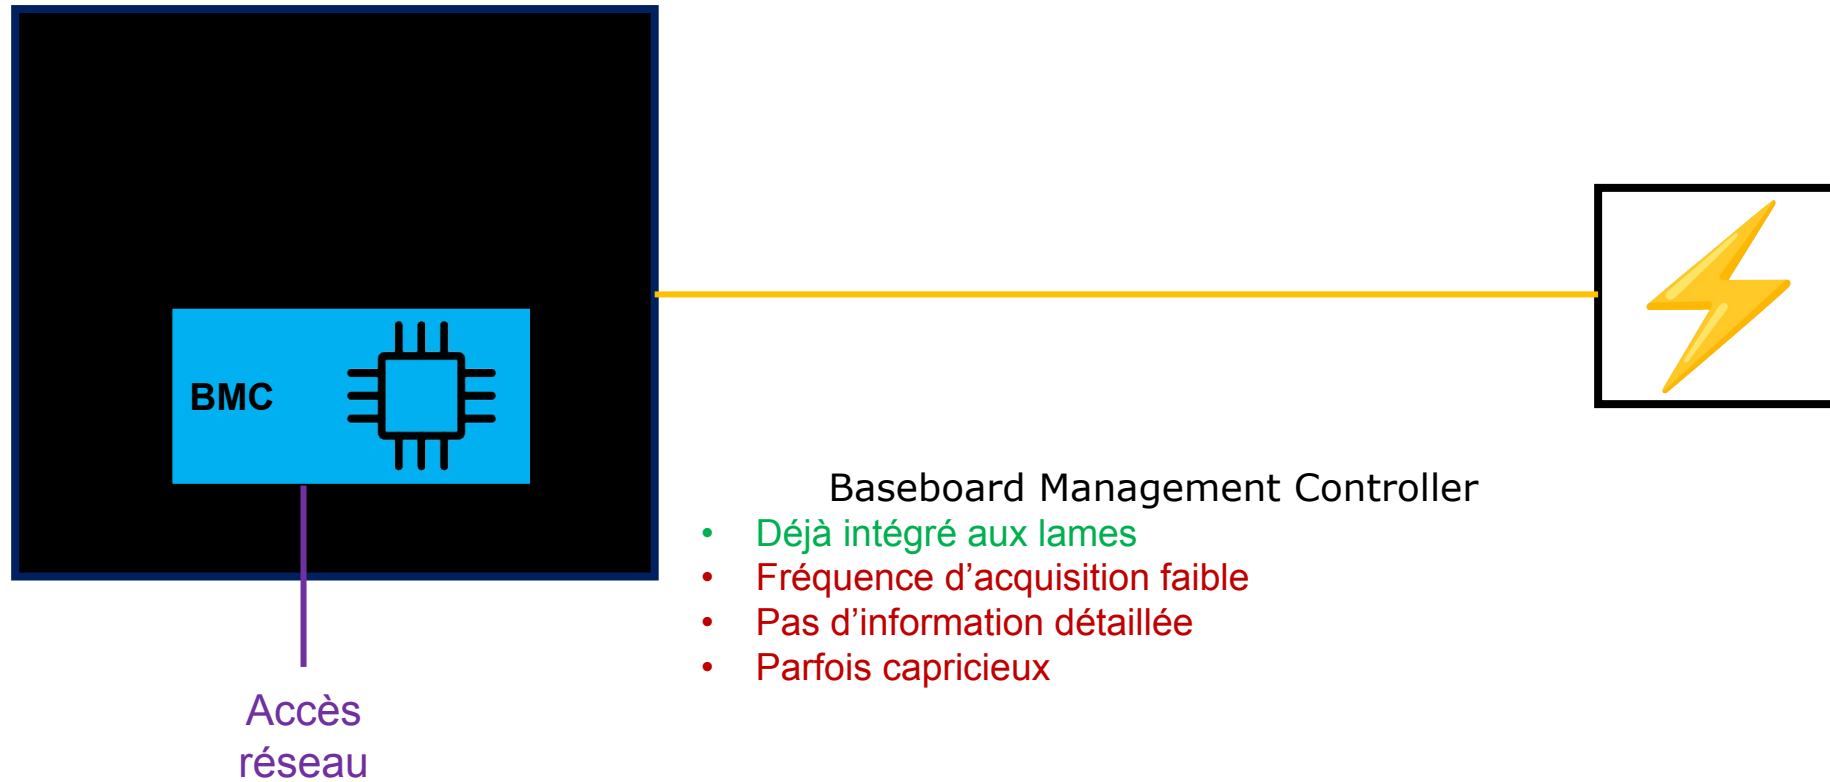 BMC
Baseboard Management Controller
• Déjà intégré aux lames
• Fréquence d’acquisition faible
• Pas d’information détaillée
• Parfois capricieux
Accès
réseau